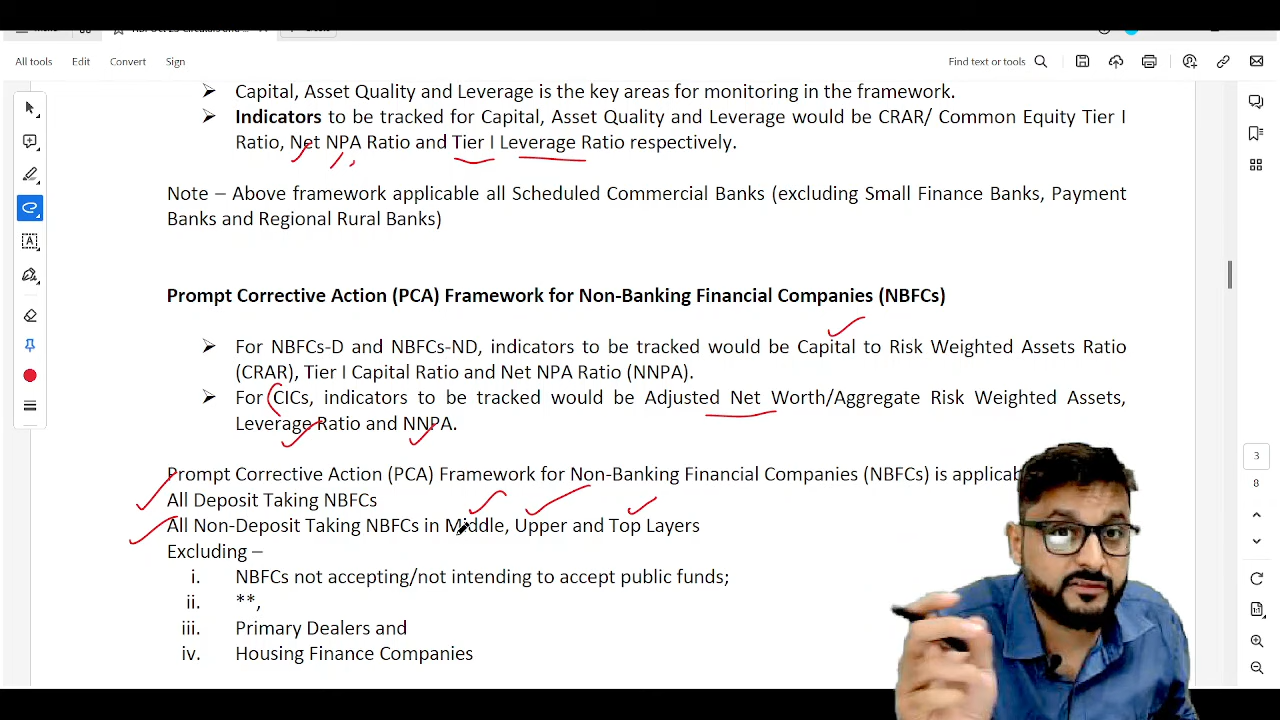 All tools Edit Convert Sign Find text or tools
➢ Capital, Asset Quality and Leverage is the key areas for monitoring in the framework.
➢ Indicators to be tracked for Capital, Asset Quality and Leverage would be CRAR/ Common Equity Tier I
Ratio, Net NPA Ratio and Tier I Leverage Ratio respectively.
Note – Above framework applicable all Scheduled Commercial Banks (excluding Small Finance Banks, Payment
Banks and Regional Rural Banks)
Prompt Corrective Action (PCA) Framework for Non-Banking Financial Companies (NBFCs)
➢ For NBFCs-D and NBFCs-ND, indicators to be tracked would be Capital to Risk Weighted Assets Ratio
(CRAR), Tier I Capital Ratio and Net NPA Ratio (NNPA).
➢ For CICs, indicators to be tracked would be Adjusted Net Worth/Aggregate Risk Weighted Assets,
Leverage Ratio and NNPA.
Prompt Corrective Action (PCA) Framework for Non-Banking Financial Companies (NBFCs) is
All Deposit Taking NBFCs
All Non-Deposit Taking NBFCs in Middle, Upper and Top Layers
Excluding –
i. NBFCs not accepting/not intending to accept public funds;
ii. **,
iii. Primary Dealers and
iv. Housing Finance Companies
3
8